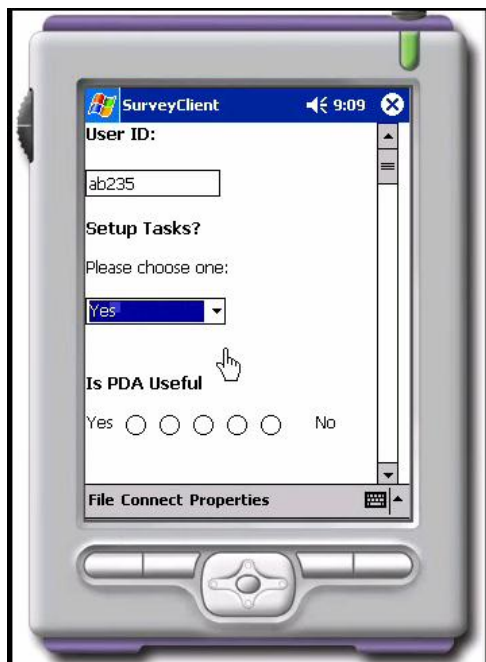 SurveyClient 9:09
User ID:
ab235
Setup Tasks?
Please choose one:
Yes
Is PDA Useful
Yes No
File Connect Properties